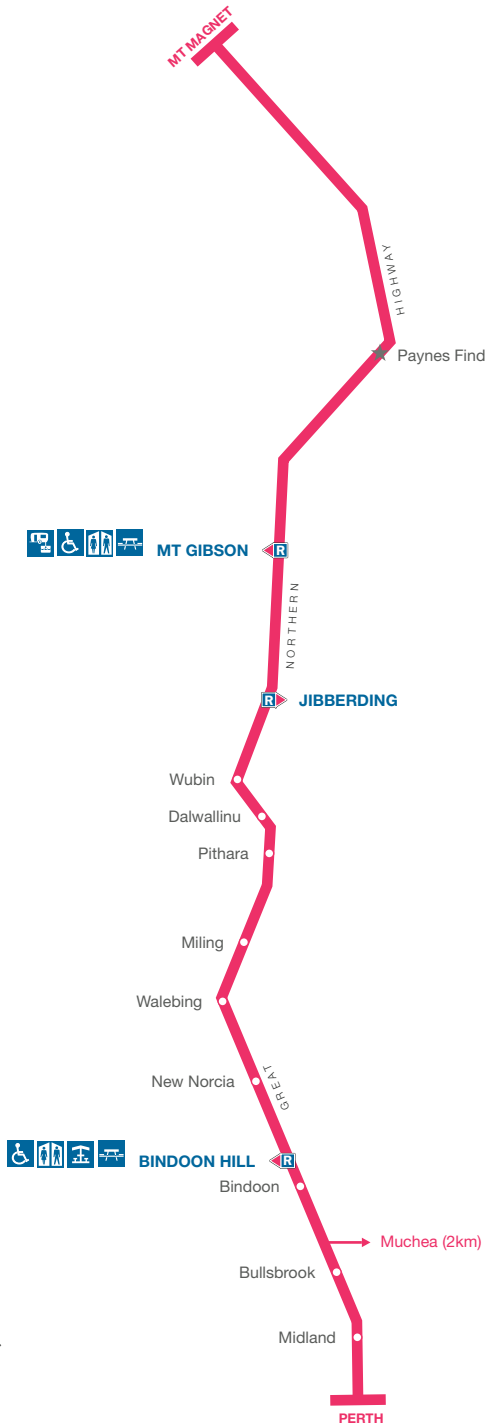 MT MAGNET
HIGHWAY
Paynes Find
MT GIBSON
R
NORTHERN
R
JIBBERDING
Wubin
Dalwallinu
Pithara
Miling
Walebing
New Norcia
GREAT
BINDOON HILL
R
Bindoon
Muchea (2km)
Bullsbrook
Midland
PERTH